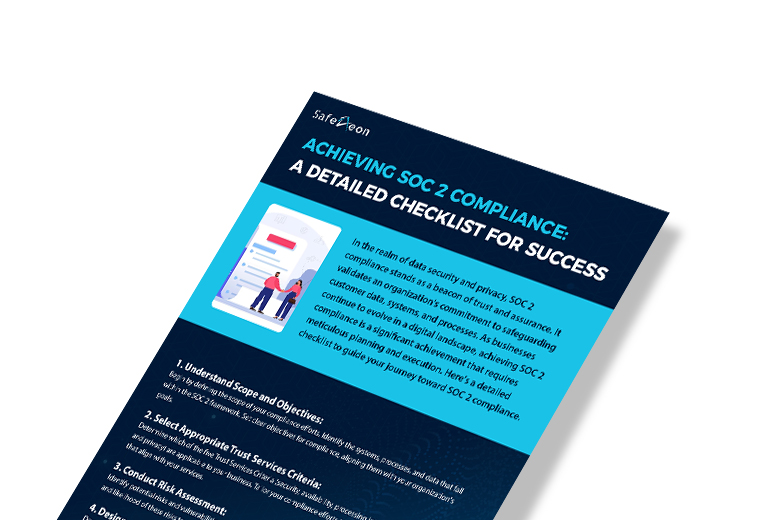 SafeAeon
ACHIEVING SOC 2 COMPLIANCE:
A DETAILED CHECKLIST FOR SUCCESS
In the realm of data security and privacy, SOC 2
compliance stands as a beacon of trust and assurance. It
validates an organization's commitment to safeguarding
customer data, systems, and processes. As businesses
continue to evolve in a digital landscape, achieving SOC 2
compliance is a significant achievement that requires
meticulous planning and execution. Here's a detailed
checklist to guide your journey toward SOC 2 compliance.
1. Understand Scope and Objectives:
Begin by defining the scope of your compliance efforts. Identify the systems, processes, and data that fall
within the SOC 2 framework. Set clear objectives for compliance, aligning them with your organization's
goals.
2. Select Appropriate Trust Services Criteria:
Determine which of the five Trust Services Criteria (security, availability, processing in
and privacy) are applicable to your business. Tailor your compliance efforts
that align with your services.
3. Conduct Risk Assessment:
Identify potential risks and vulnerabilit
and likelihood of these risks t
4. Design